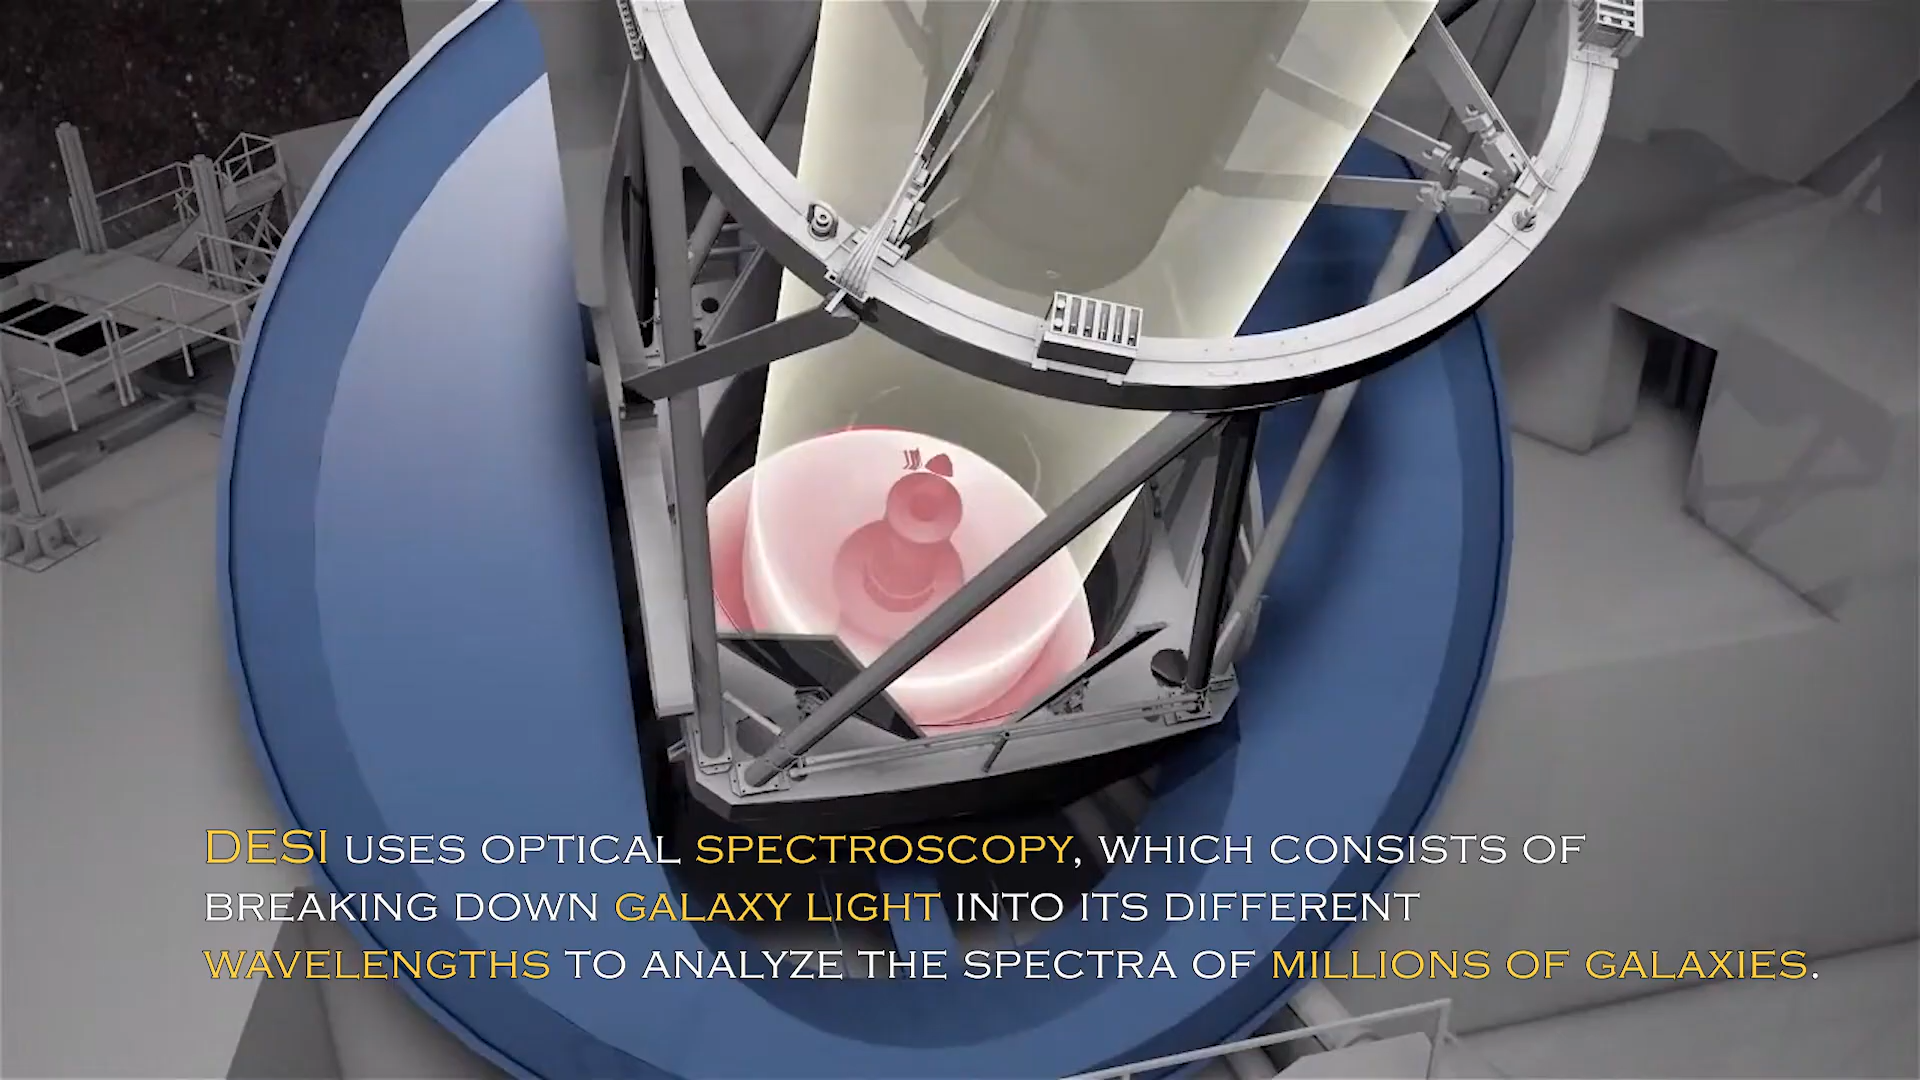 DESI USES OPTICAL SPECTROSCOPY, WHICH CONSISTS OF
BREAKING DOWN GALAXY LIGHT INTO ITS DIFFERENT
WAVELENGTHS TO ANALYZE THE SPECTRA OF MILLIONS OF GALAXIES.